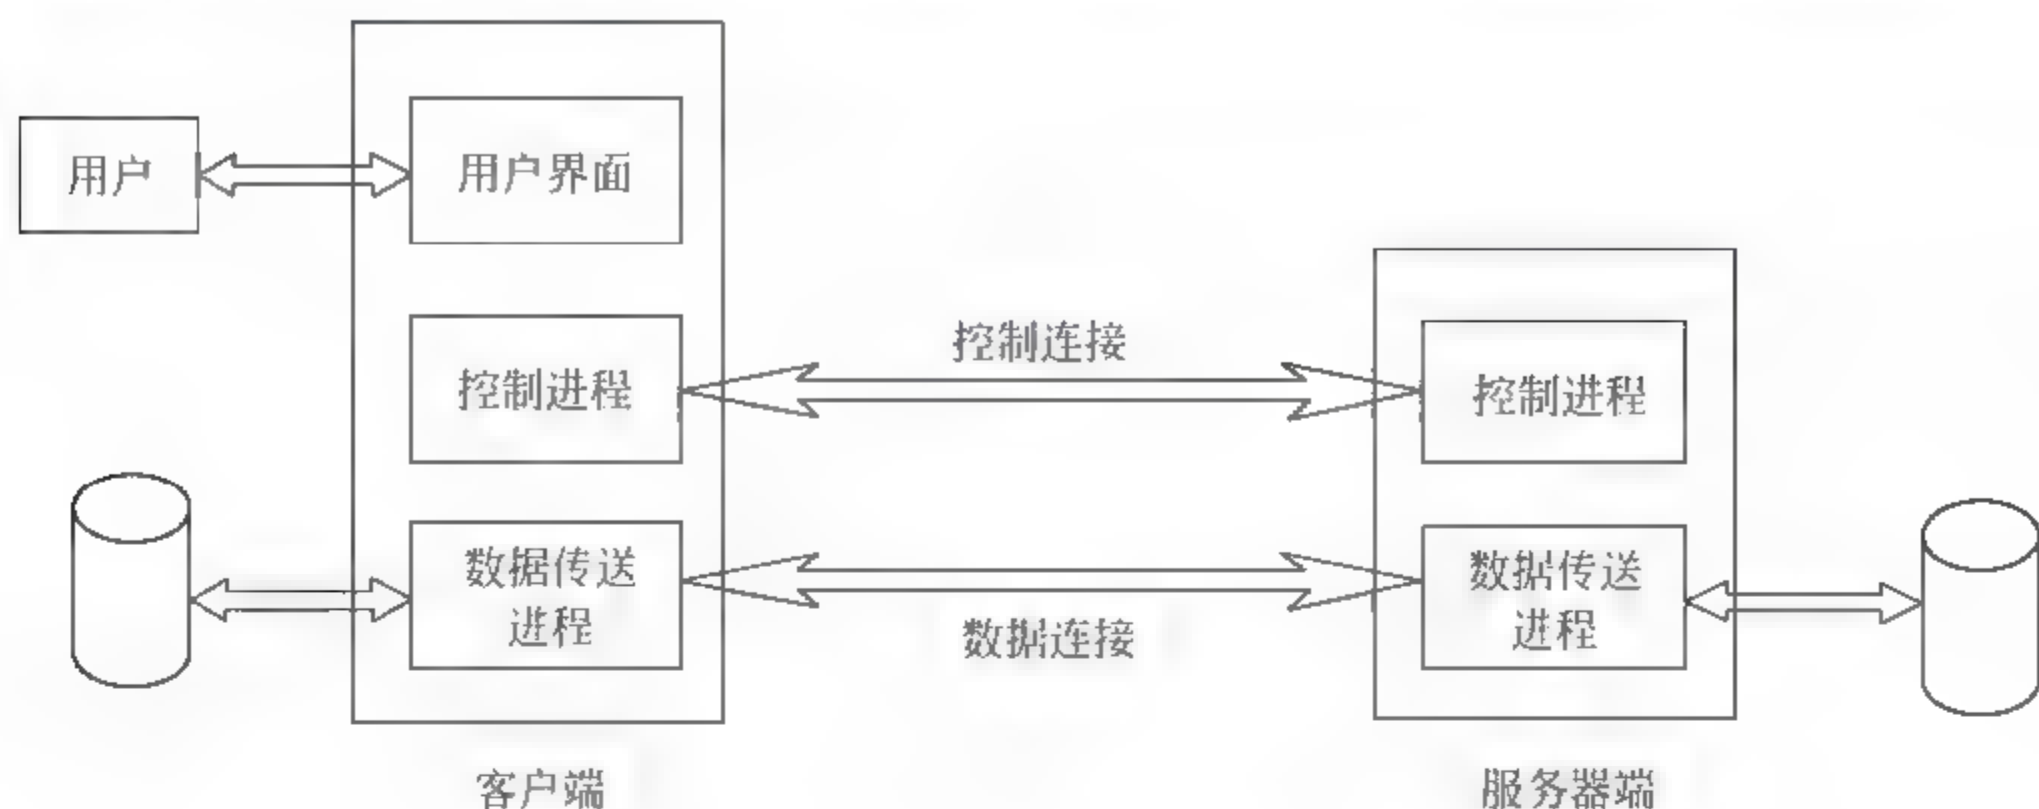 用户
用户界面
控制连接
控制进程
控制进程
数据传送
进程
数据传送
进程
数据连接
客户端
服务器端